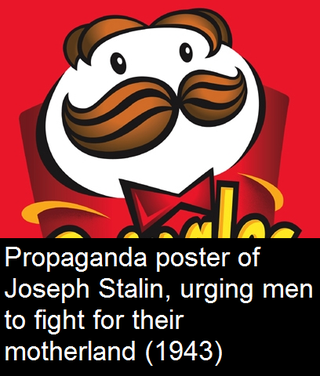 Propaganda poster of
Joseph Stalin, urging men
to fight for their
motherland (1943)